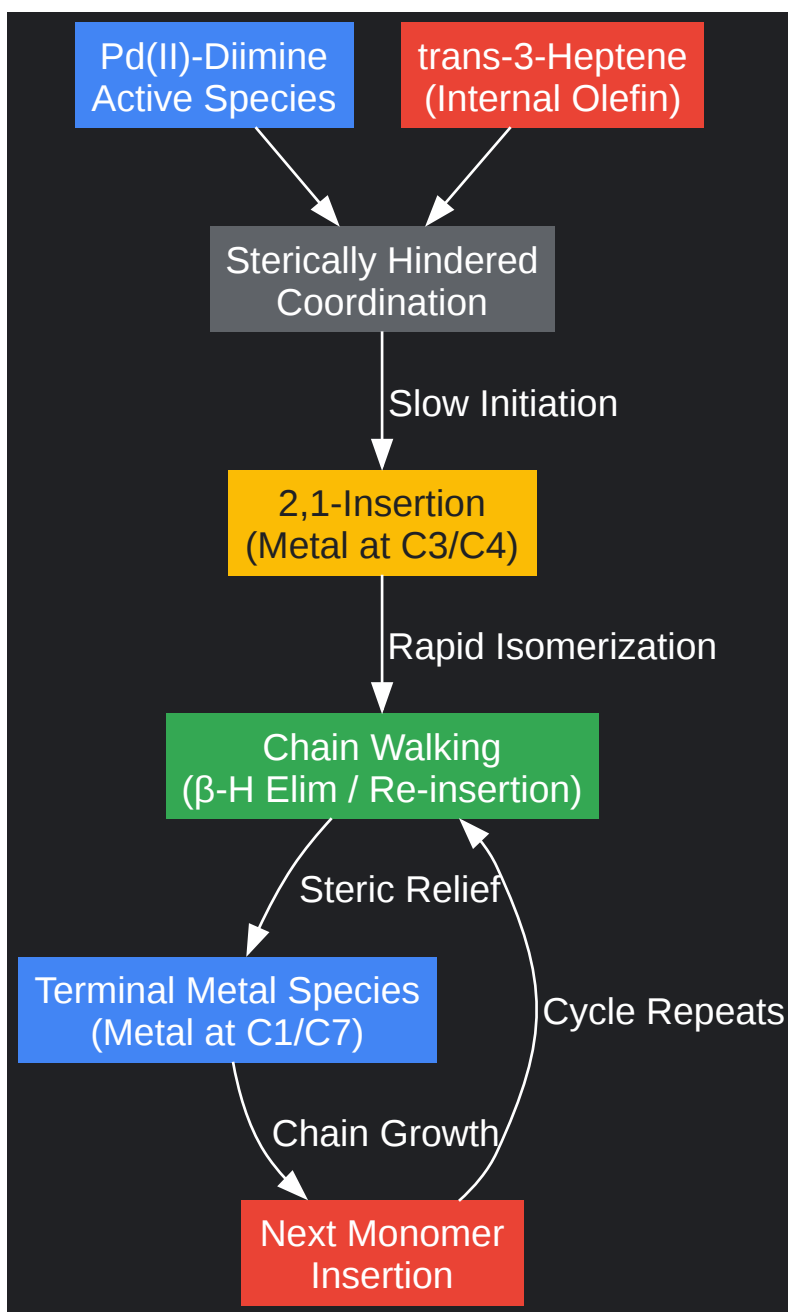 Pd(II)-Diimine
Active Species
trans-3-Heptene
(Internal Olefin)
Sterically Hindered
Coordination
Slow Initiation
2,1-Insertion
(Metal at C3/C4)
Rapid Isomerization
Chain Walking
(β-H Elim / Re-insertion)
Steric Relief
Terminal Metal Species
(Metal at C1/C7)
Cycle Repeats
Chain Growth
Next Monomer
Insertion